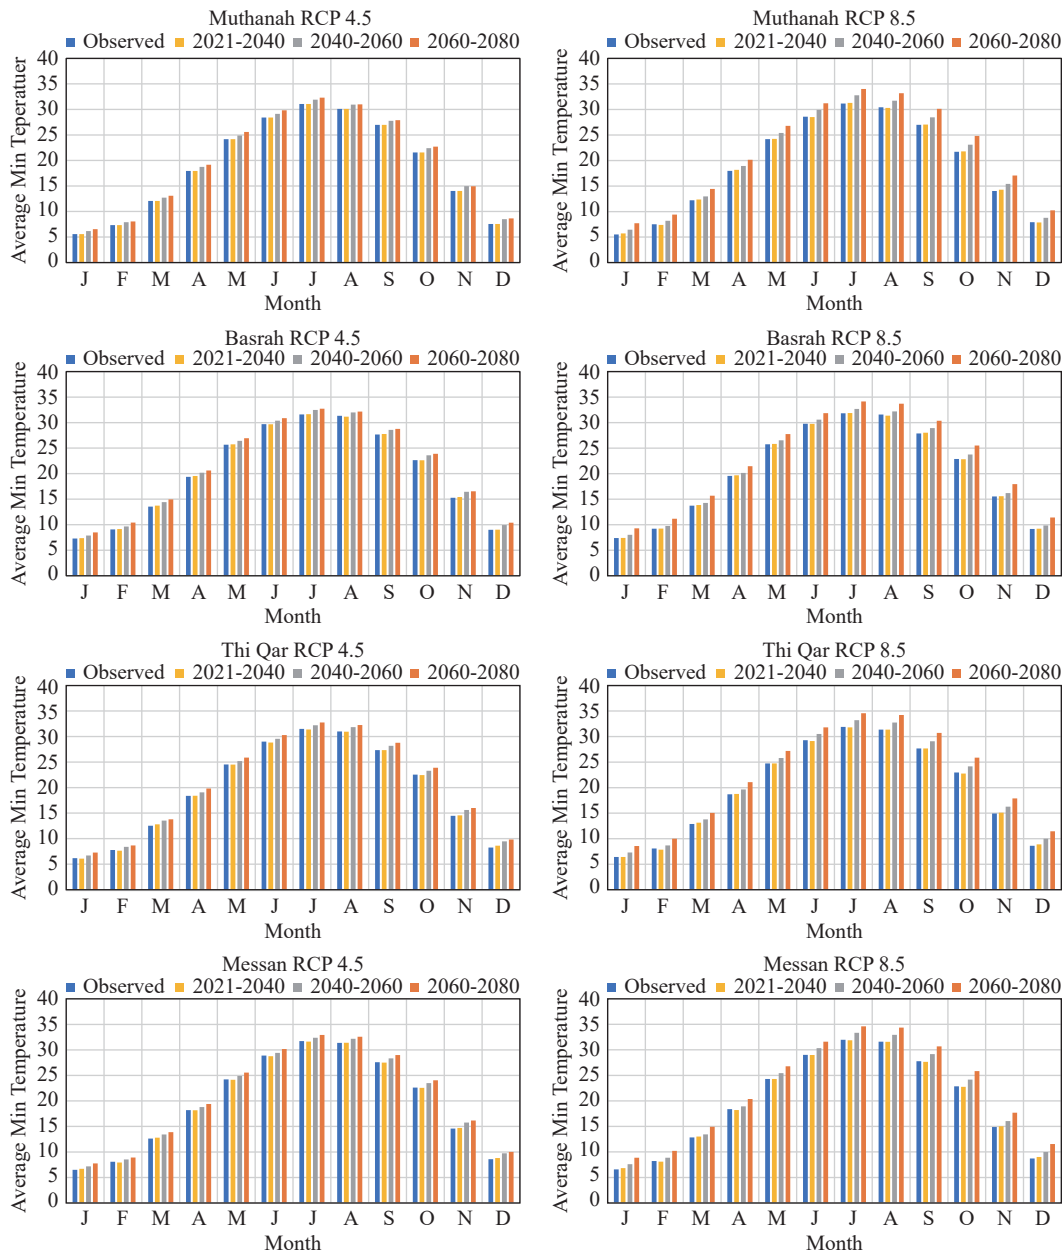 Muthanah RCP 4.5
Observed 2021-2040 2040-2060 2060-2080
Average Min Teperatuer
40
35
30
25
20
15
10
5
0
J F M A M J J A S O N D
Month
Muthanah RCP 8.5
Observed 2021-2040 2040-2060 2060-2080
Average Min Temperature
40
35
30
25
20
15
10
5
0
J F M A M J J A S O N D
Month
Basrah RCP 4.5
Observed 2021-2040 2040-2060 2060-2080
Average Min Temperature
40
35
30
25
20
15
10
5
0
J F M A M J J A S O N D
Month
Basrah RCP 8.5
Observed 2021-2040 2040-2060 2060-2080
Average Min Temperature
40
35
30
25
20
15
10
5
0
J F M A M J J A S O N D
Month
Thi Qar RCP 4.5
Observed 2021-2040 2040-2060 2060-2080
Average Min Temperature
40
35
30
25
20
15
10
5
0
J F M A M J J A S O N D
Month
Thi Qar RCP 8.5
Observed 2021-2040 2040-2060 2060-2080
Average Min Temperature
40
35
30
25
20
15
10
5
0
J F M A M J J A S O N D
Month
Messan RCP 4.5
Observed 2021-2040 2040-2060 2060-2080
Average Min Temperature
40
35
30
25
20
15
10
5
0
J F M A M J J A S O N D
Month
Messan RCP 8.5
Observed 2021-2040 2040-2060 2060-2080
Average Min Temperature
40
35
30
25
20
15
10
5
0
J F M A M J J A S O N D
Month